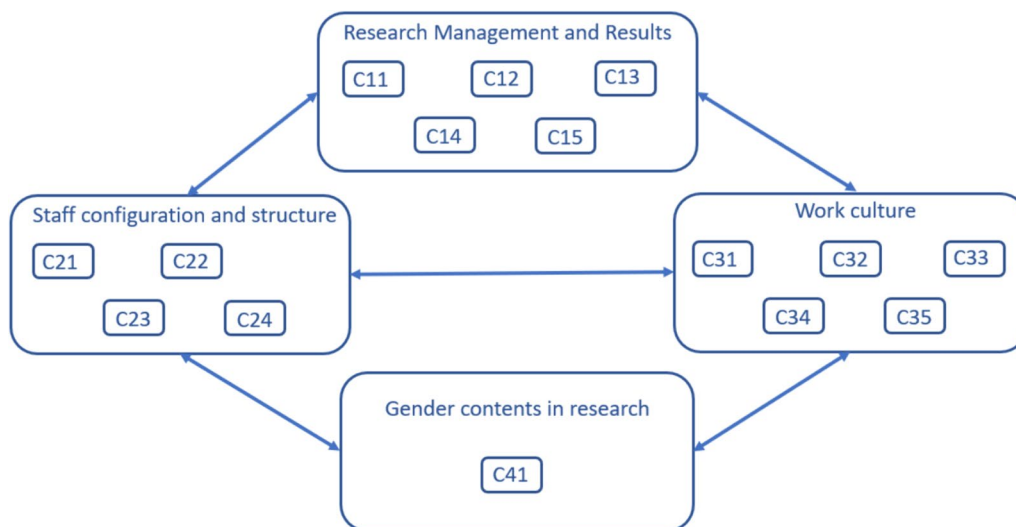 Research Management and Results
C11 C12 C13
C14 C15
Staff configuration and structure
C21 C22
C23 C24
Work culture
C31 C32 C33
C34 C35
Gender contents in research
C41